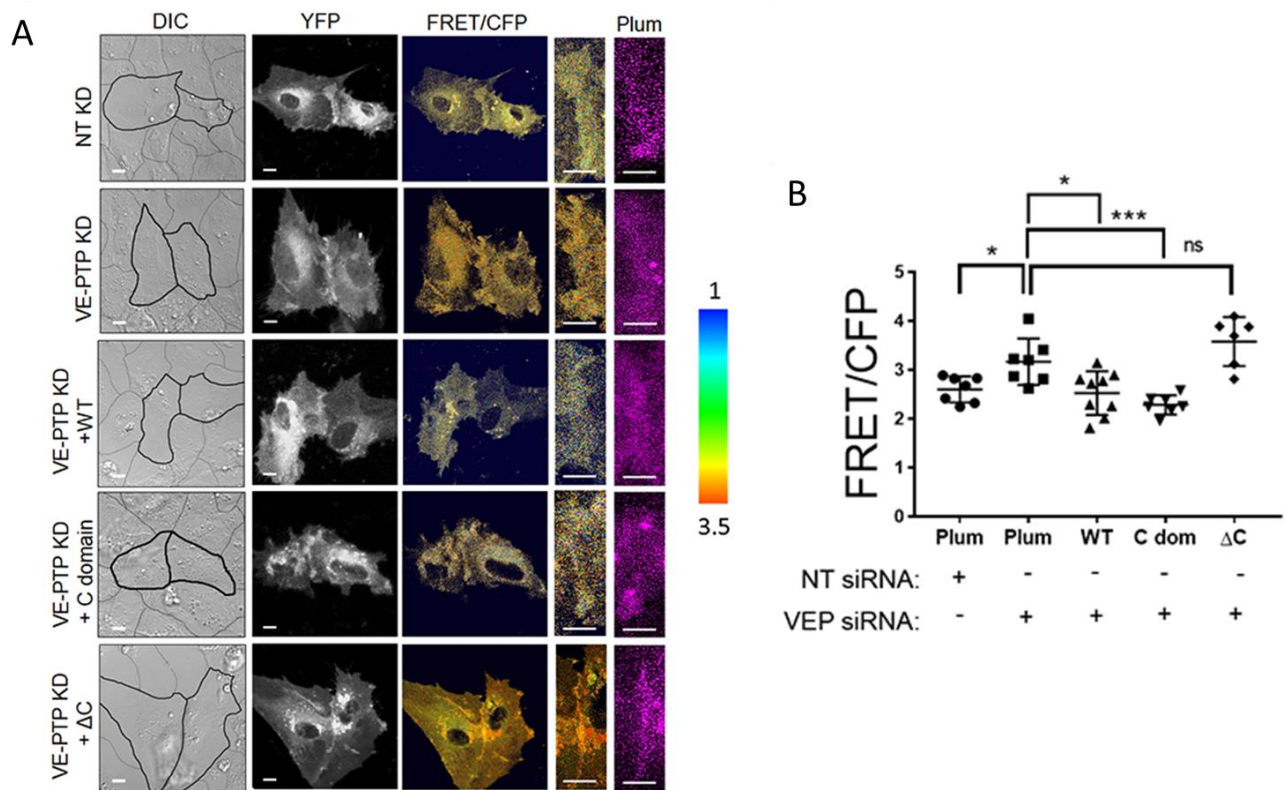 A
DIC YFP FRET/CFP Plum
NT KD
VE-PTP KD
VE-PTP KD
+WT
VE-PTP KD
+ C domain
VE-PTP KD
+ ΔC
1
3.5
B
*
***
* ns
FRET/CFP
5
4
3
2
1
0
Plum Plum WT C dom ΔC
NT siRNA: + - - - -
VEP siRNA: - + + + +